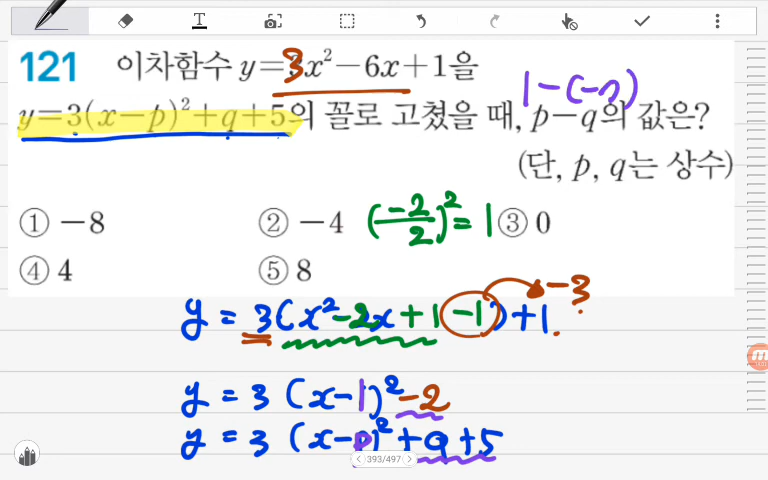 121 이차함수 y=3x²−6x+1을
1−(−
y=3(x−p)²+q+5의 꼴로 고쳤을 때, p−q의 값은?
(단, p, q는 상수)
① −8 ② −4 (−2/2)²=1 ③ 0
④ 4 ⑤ 8
−3
y = 3(x²−2x+1−1)+1
y = 3 (x−1)²−2
y = 3 (x−p)²+q+5
393/497